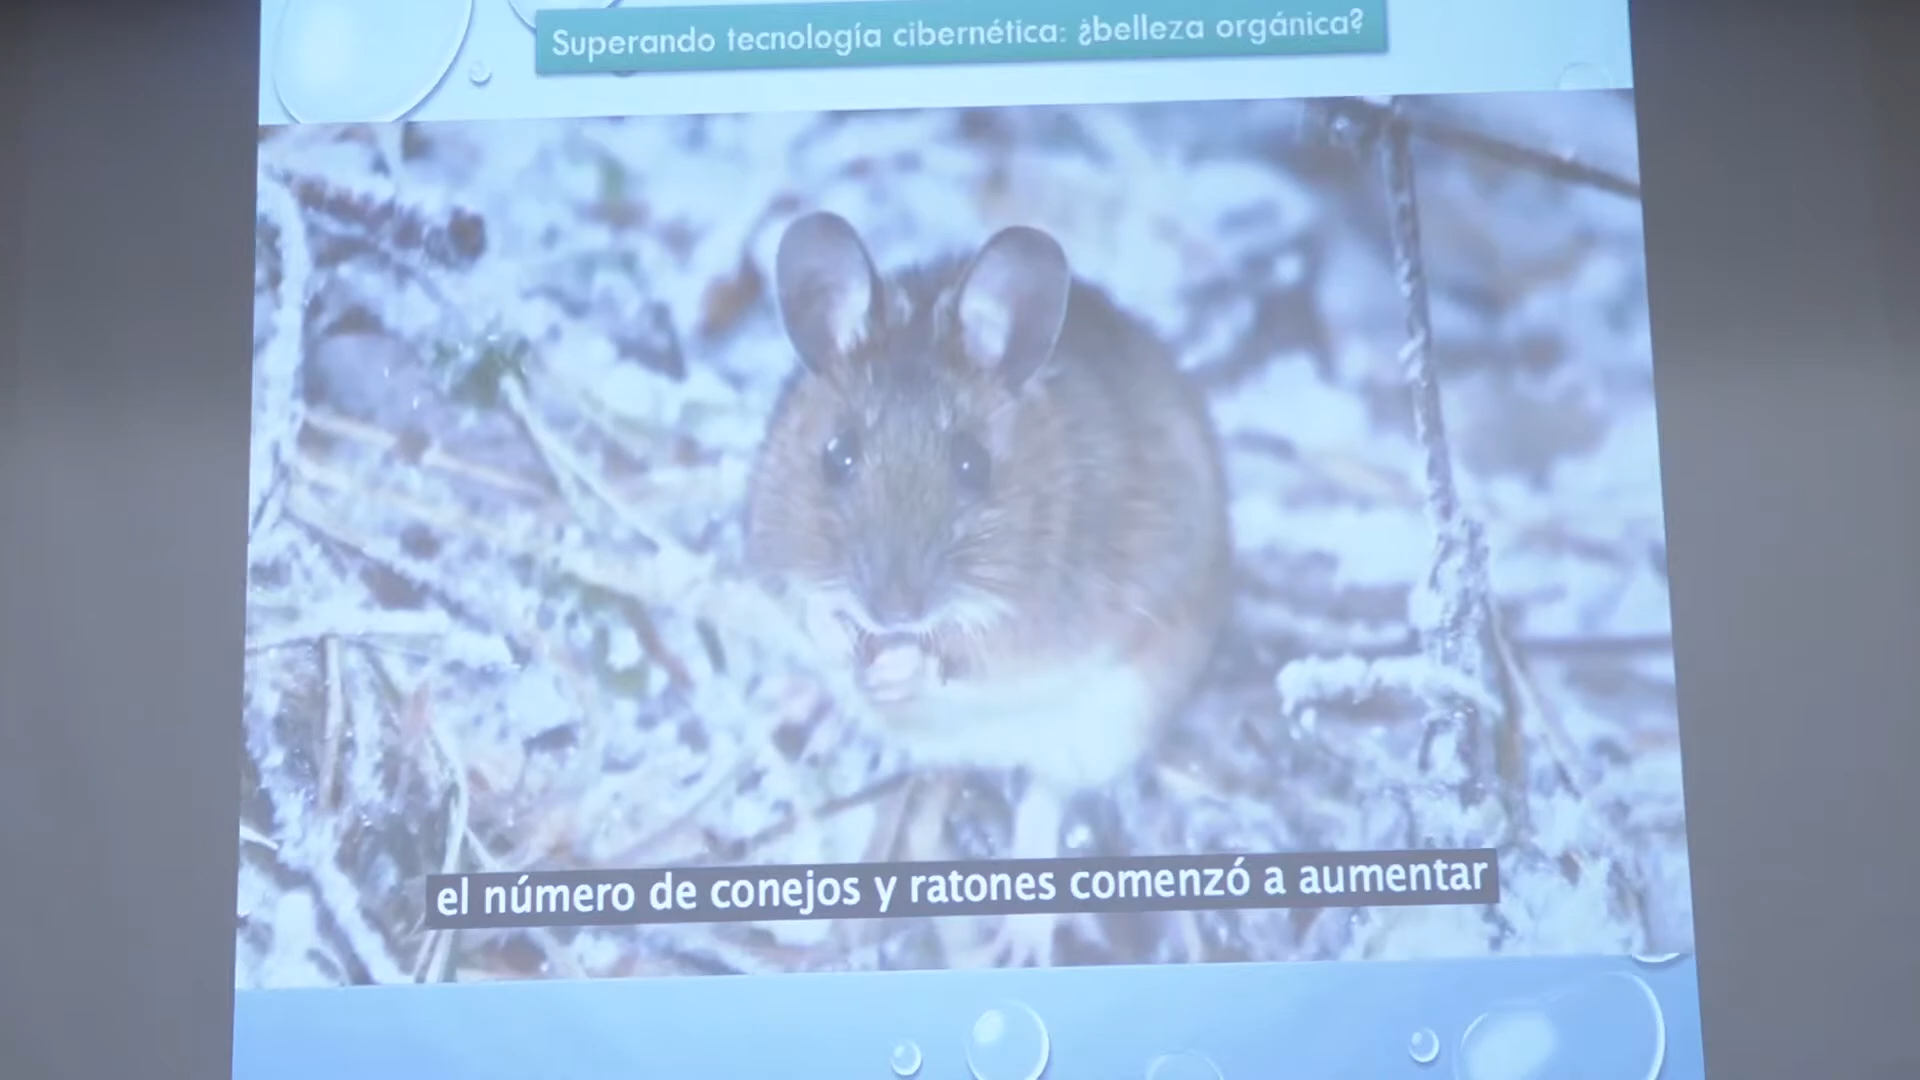 Superando tecnología cibernética: ¿belleza orgánica?
el número de conejos y ratones comenzó a aumentar